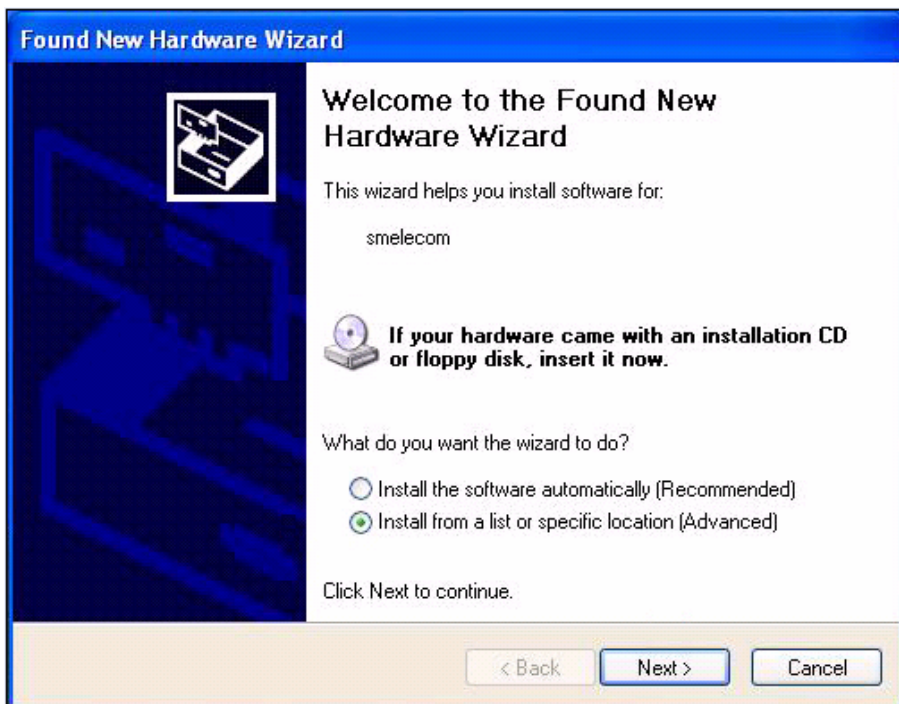 Found New Hardware Wizard
Welcome to the Found New
Hardware Wizard
This wizard helps you install software for:
smelecom
If your hardware came with an installation CD
or floppy disk, insert it now.
What do you want the wizard to do?
Install the software automatically (Recommended)
Install from a list or specific location (Advanced)
Click Next to continue.
< Back Next > Cancel